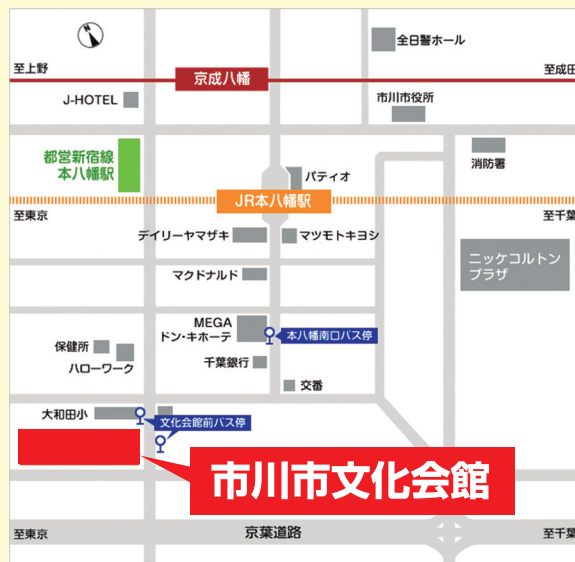 全日警ホール
至上野
京成八幡
至成田
J-HOTEL
市川市役所
都営新宿線
本八幡駅
消防署
パティオ
JR本八幡駅
至東京
至千葉
デイリーヤマザキ
マツモトキヨシ
ニッケコルトン
プラザ
マクドナルド
MEGA
ドン・キホーテ
本八幡南口バス停
保健所
ハローワーク
千葉銀行
交番
大和田小
文化会館前バス停
市川市文化会館
至東京
京葉道路
至千葉
N